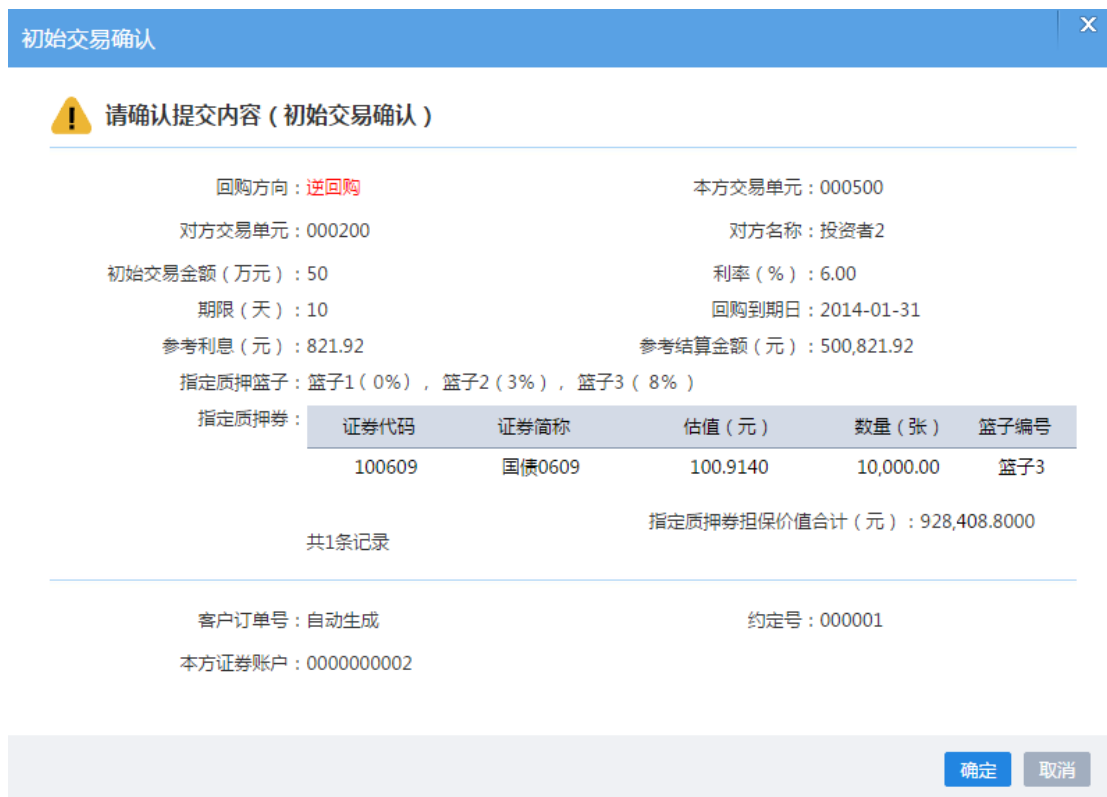 初始交易确认
X
请确认提交内容（初始交易确认）
回购方向：逆回购 本方交易单元：000500
对方交易单元：000200 对方名称：投资者2
初始交易金额（万元）：50 利率（%）：6.00
期限（天）：10 回购到期日：2014-01-31
参考利息（元）：821.92 参考结算金额（元）：500,821.92
指定质押篮子：篮子1（0%），篮子2（3%），篮子3（8%）
指定质押券： 证券代码 证券简称 估值（元） 数量（张） 篮子编号
100609 国债0609 100.9140 10,000.00 篮子3
指定质押券担保价值合计（元）：928,408.8000
共1条记录
客户订单号：自动生成 约定号：000001
本方证券账户：0000000002
确定 取消